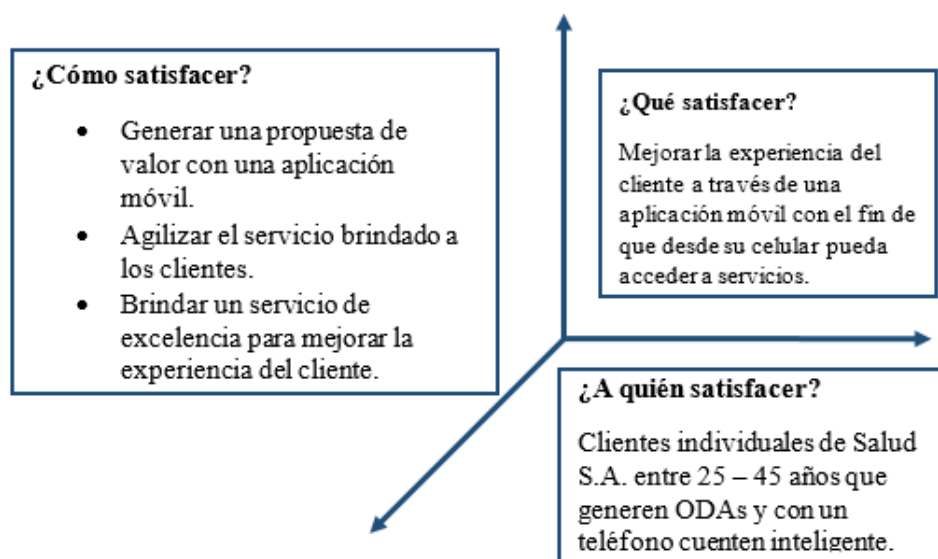 ¿Cómo satisfacer?
• Generar una propuesta de
valor con una aplicación
móvil.
• Agilizar el servicio brindado a
los clientes.
• Brindar un servicio de
excelencia para mejorar la
experiencia del cliente.
¿Qué satisfacer?
Mejorar la experiencia del
cliente a través de una
aplicación móvil con el fin de
que desde su celular pueda
acceder a servicios.
¿A quién satisfacer?
Clientes individuales de Salud
S.A. entre 25 – 45 años que
generen ODAs y con un
teléfono cuenten inteligente.